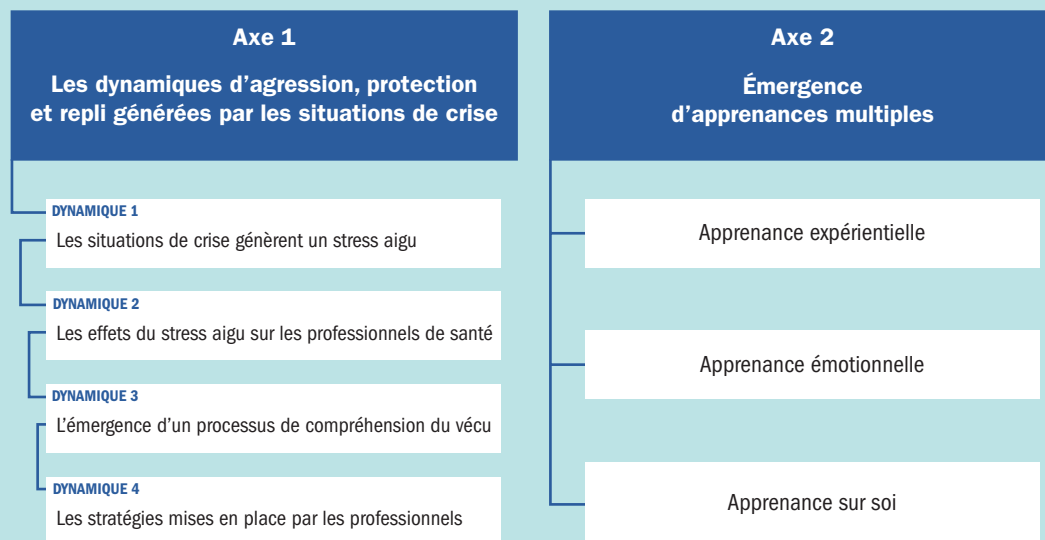 Axe 1
Les dynamiques d’agression, protection
et repli générées par les situations de crise
DYNAMIQUE 1
Les situations de crise génèrent un stress aigu
DYNAMIQUE 2
Les effets du stress aigu sur les professionnels de santé
DYNAMIQUE 3
L’émergence d’un processus de compréhension du vécu
DYNAMIQUE 4
Les stratégies mises en place par les professionnels
Axe 2
Émergence
d’apprenances multiples
Apprenance expérientielle
Apprenance émotionnelle
Apprenance sur soi